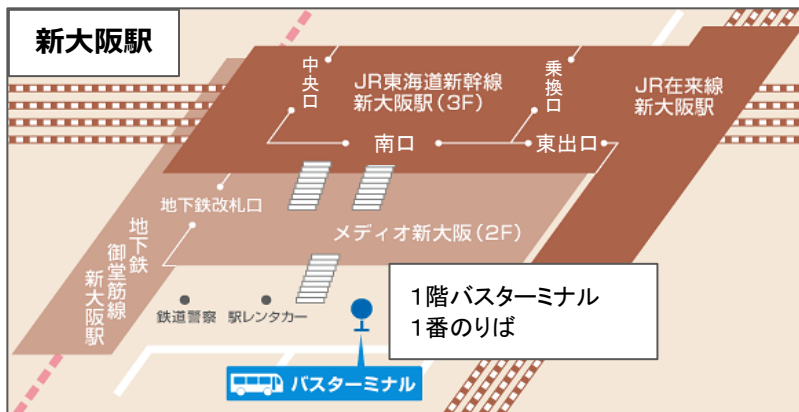 新大阪駅
中央口
JR東海道新幹線
新大阪駅(3F)
乗換口
JR在来線
新大阪駅
南口
東出口
地下鉄改札口
メディオ新大阪(2F)
地下鉄
御堂筋線
新大阪駅
1階バスターミナル
1番のりば
鉄道警察
駅レンタカー
バスターミナル